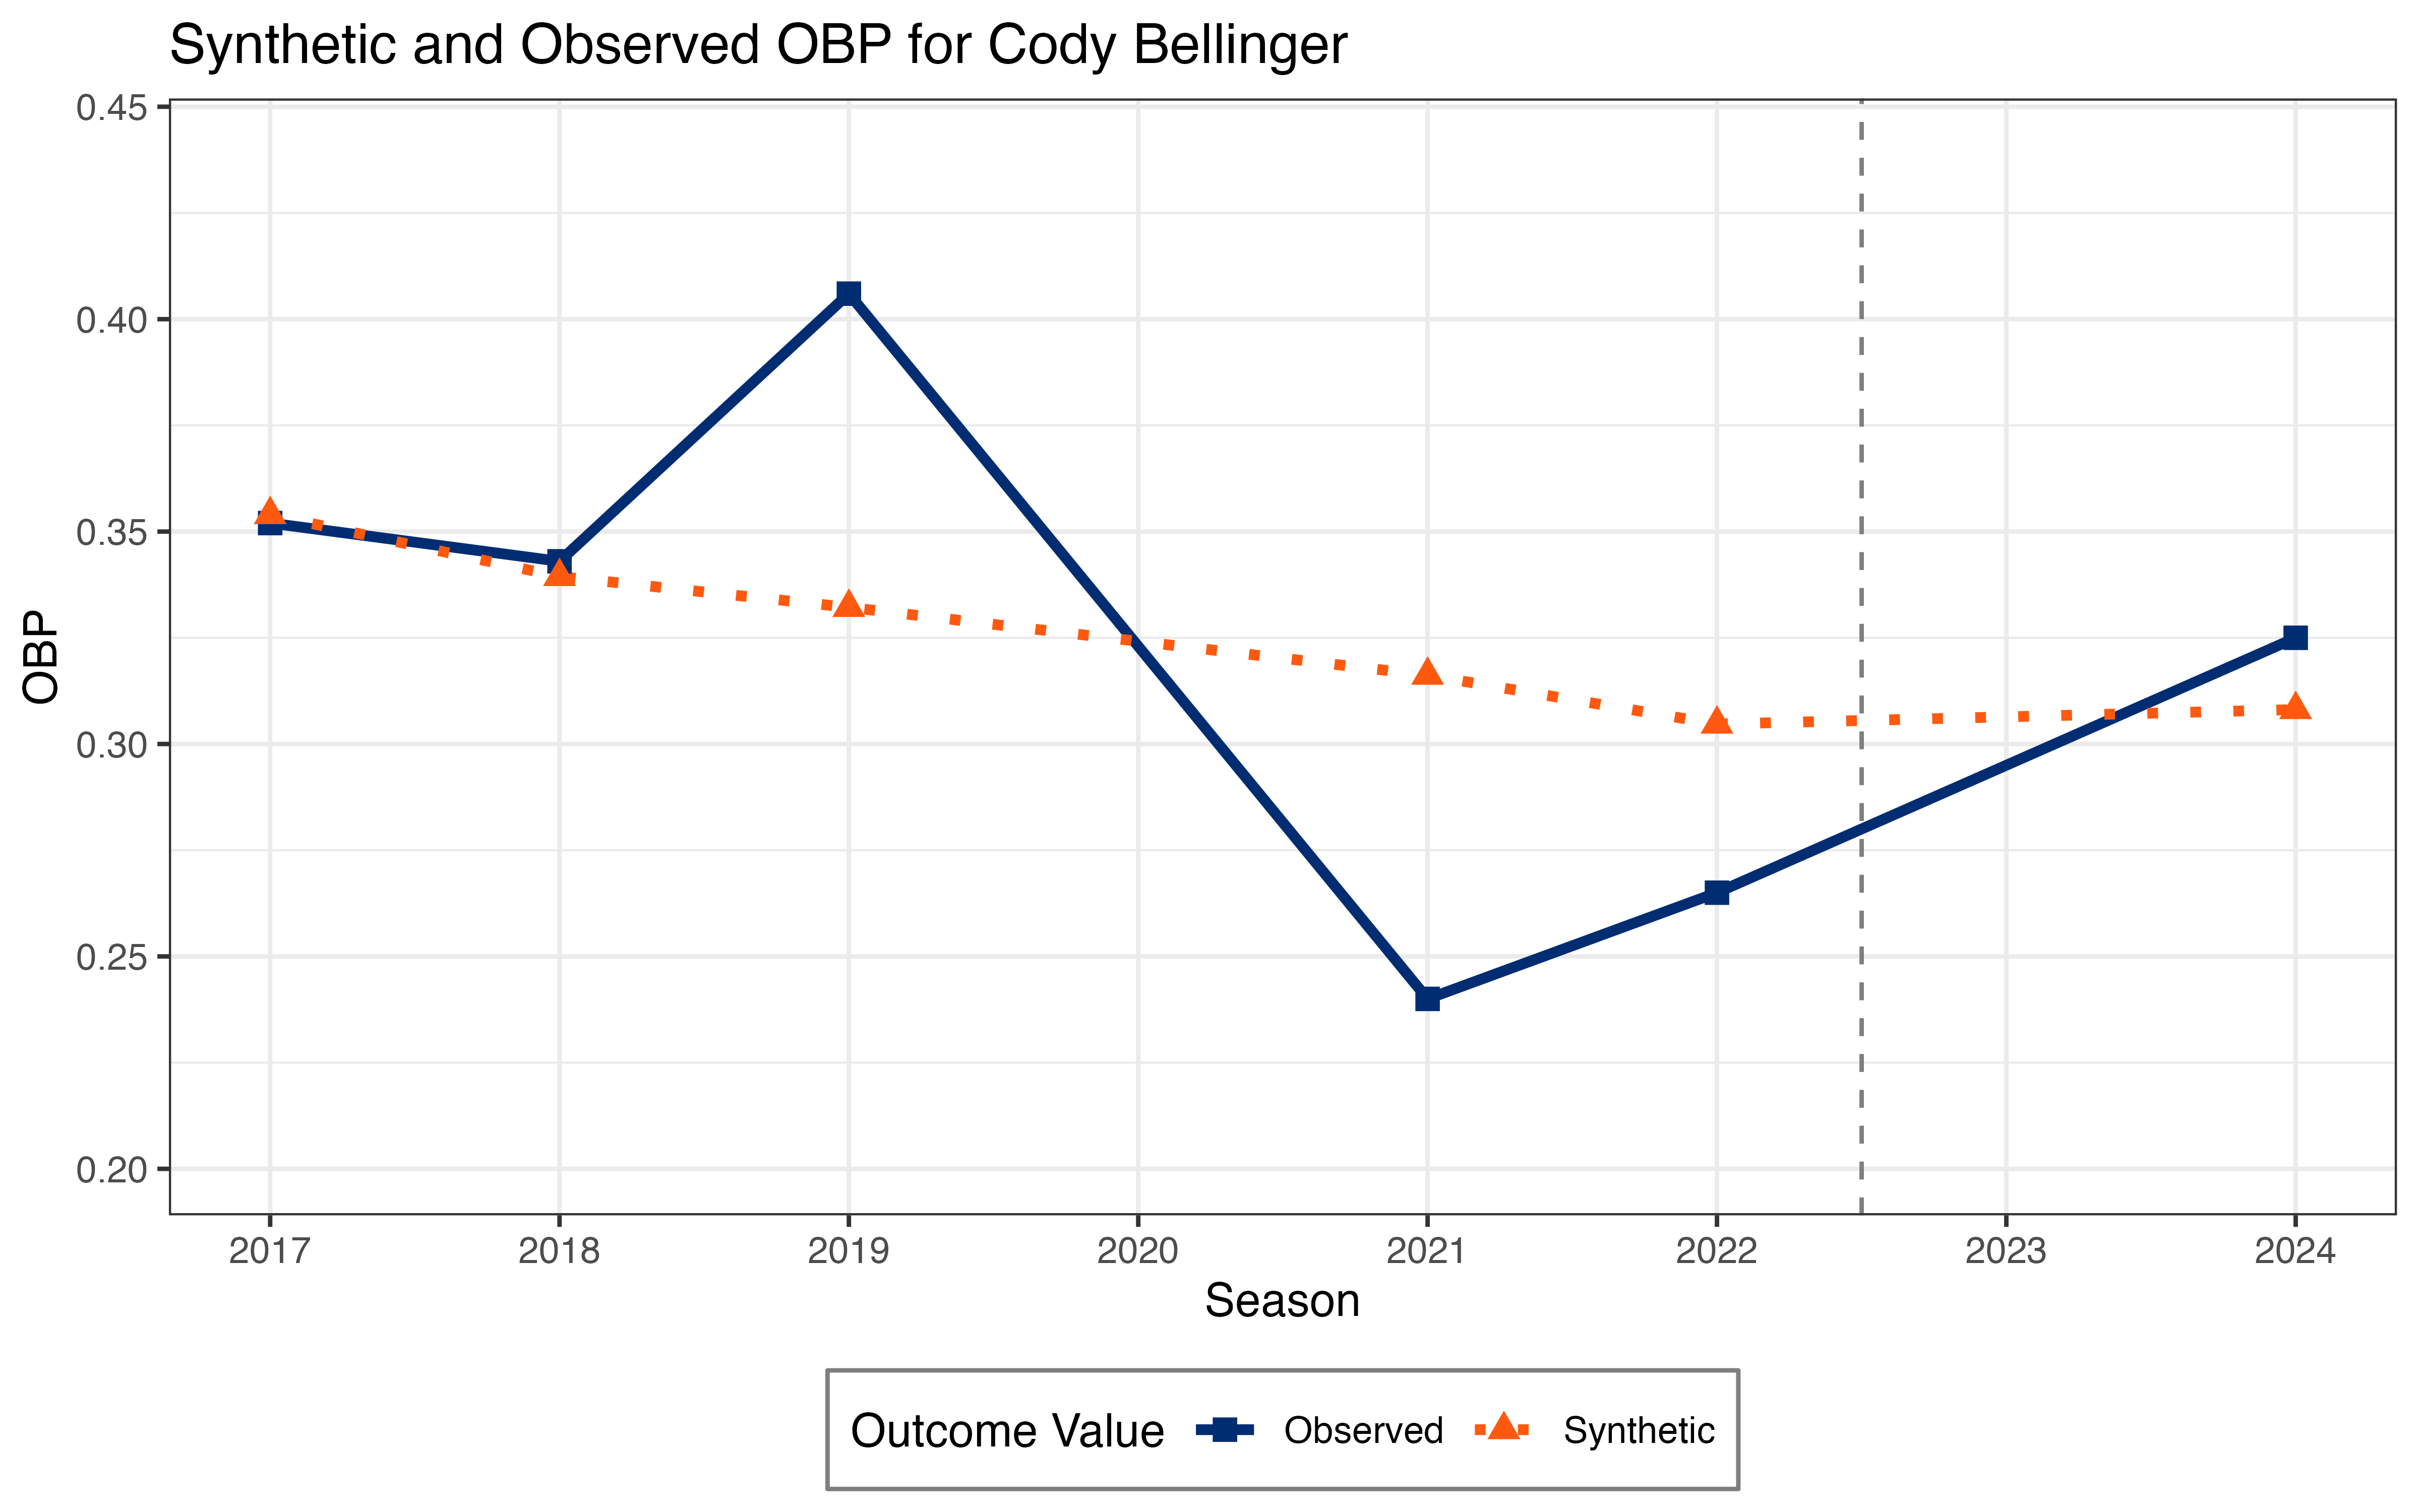 Synthetic and Observed OBP for Cody Bellinger
0.45
0.40
0.35
0.30
0.25
0.20
OBP
2017 2018 2019 2020 2021 2022 2023 2024
Season
Outcome Value Observed Synthetic